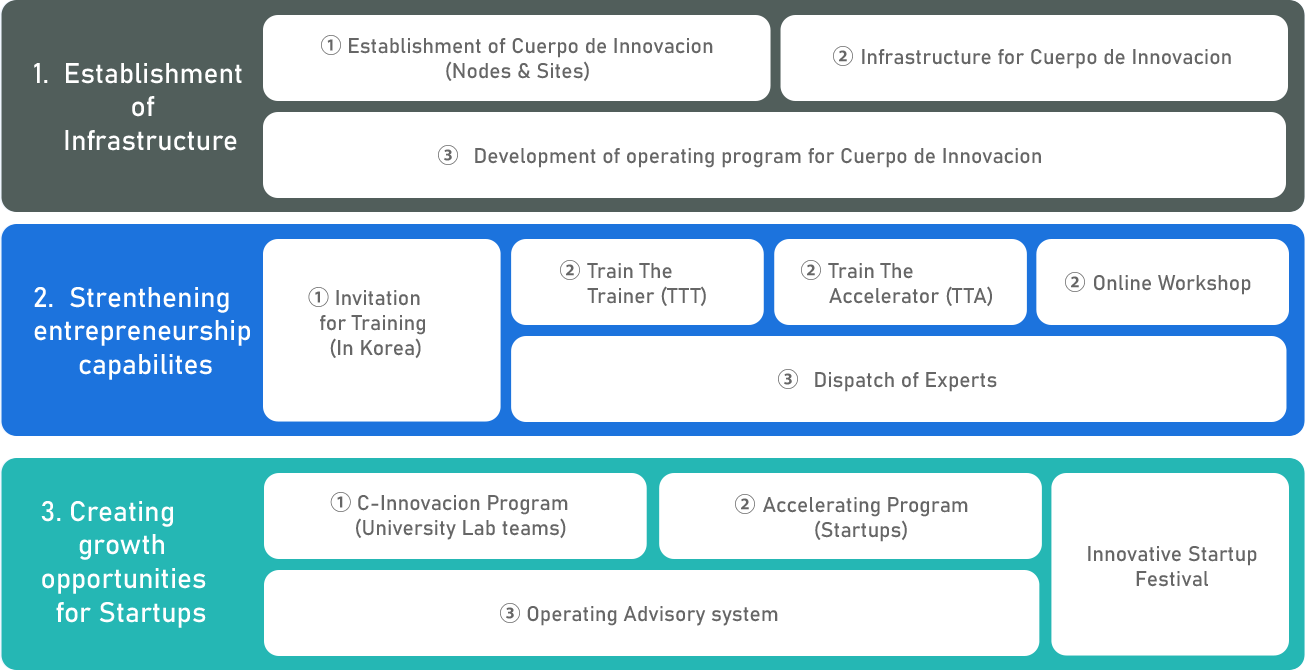 1. Establishment
of
Infrastructure
① Establishment of Cuerpo de Innovacion
(Nodes & Sites)
② Infrastructure for Cuerpo de Innovacion
③ Development of operating program for Cuerpo de Innovacion
2. Strenthening
entrepreneurship
capabilites
① Invitation
for Training
(In Korea)
② Train The
Trainer (TTT)
② Train The
Accelerator (TTA)
② Online Workshop
③ Dispatch of Experts
3. Creating
growth
opportunities
for Startups
① C-Innovacion Program
(University Lab teams)
② Accelerating Program
(Startups)
③ Operating Advisory system
Innovative Startup
Festival